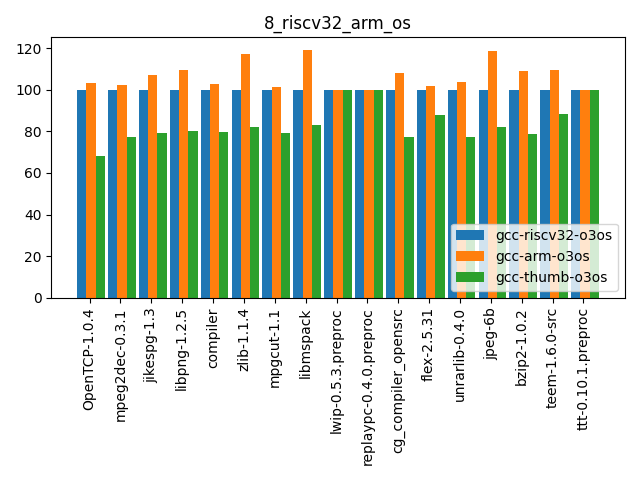 8_riscv32_arm_os
120
100
80
60
40
20
0
gcc-riscv32-o3os
gcc-arm-o3os
gcc-thumb-o3os
OpenTCP-1.0.4
mpeg2dec-0.3.1
jikespg-1.3
libpng-1.2.5
compiler
zlib-1.1.4
mpgcut-1.1
libmspack
lwip-0.5.3.preproc
replaypc-0.4.0.preproc
cg_compiler_opensrc
flex-2.5.31
unrarlib-0.4.0
jpeg-6b
bzip2-1.0.2
teem-1.6.0-src
ttt-0.10.1.preproc